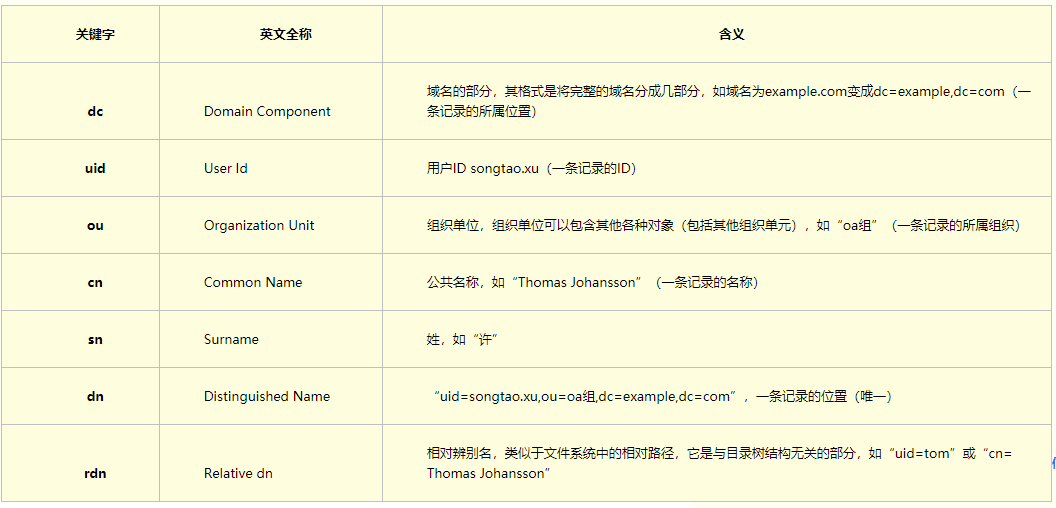 关键字 英文全称 含义
域名的部分，其格式是将完整的域名分成几部分，如域名为example.com变成dc=example,dc=com（一
dc Domain Component
条记录的所属位置）
uid User Id 用户ID songtao.xu（一条记录的ID）
ou Organization Unit 组织单位，组织单位可以包含其他各种对象（包括其他组织单元），如“oa组”（一条记录的所属组织）
cn Common Name 公共名称，如“Thomas Johansson”（一条记录的名称）
sn Surname 姓，如“许”
dn Distinguished Name “uid=songtao.xu,ou=oa组,dc=example,dc=com”，一条记录的位置（唯一）
相对辨别名，类似于文件系统中的相对路径，它是与目录树结构无关的部分，如“uid=tom”或“cn=
rdn Relative dn
Thomas Johansson”